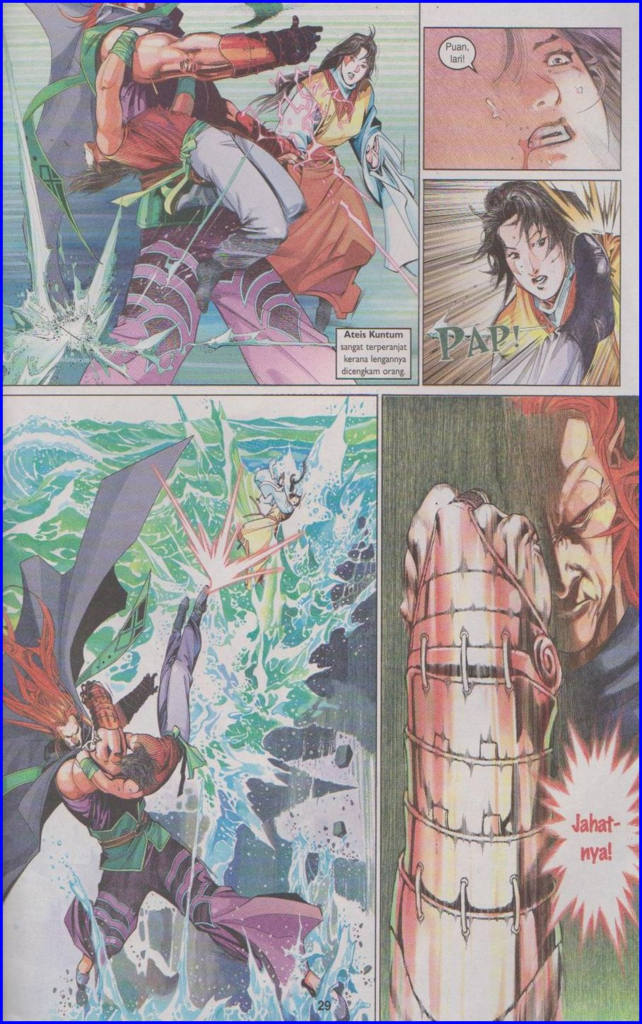 Puan,
lari!
Ateis Kuntum
sangat terperanjat
kerana lengannya
dicengkam orang.
PAP!
Jahat-
nya!
29